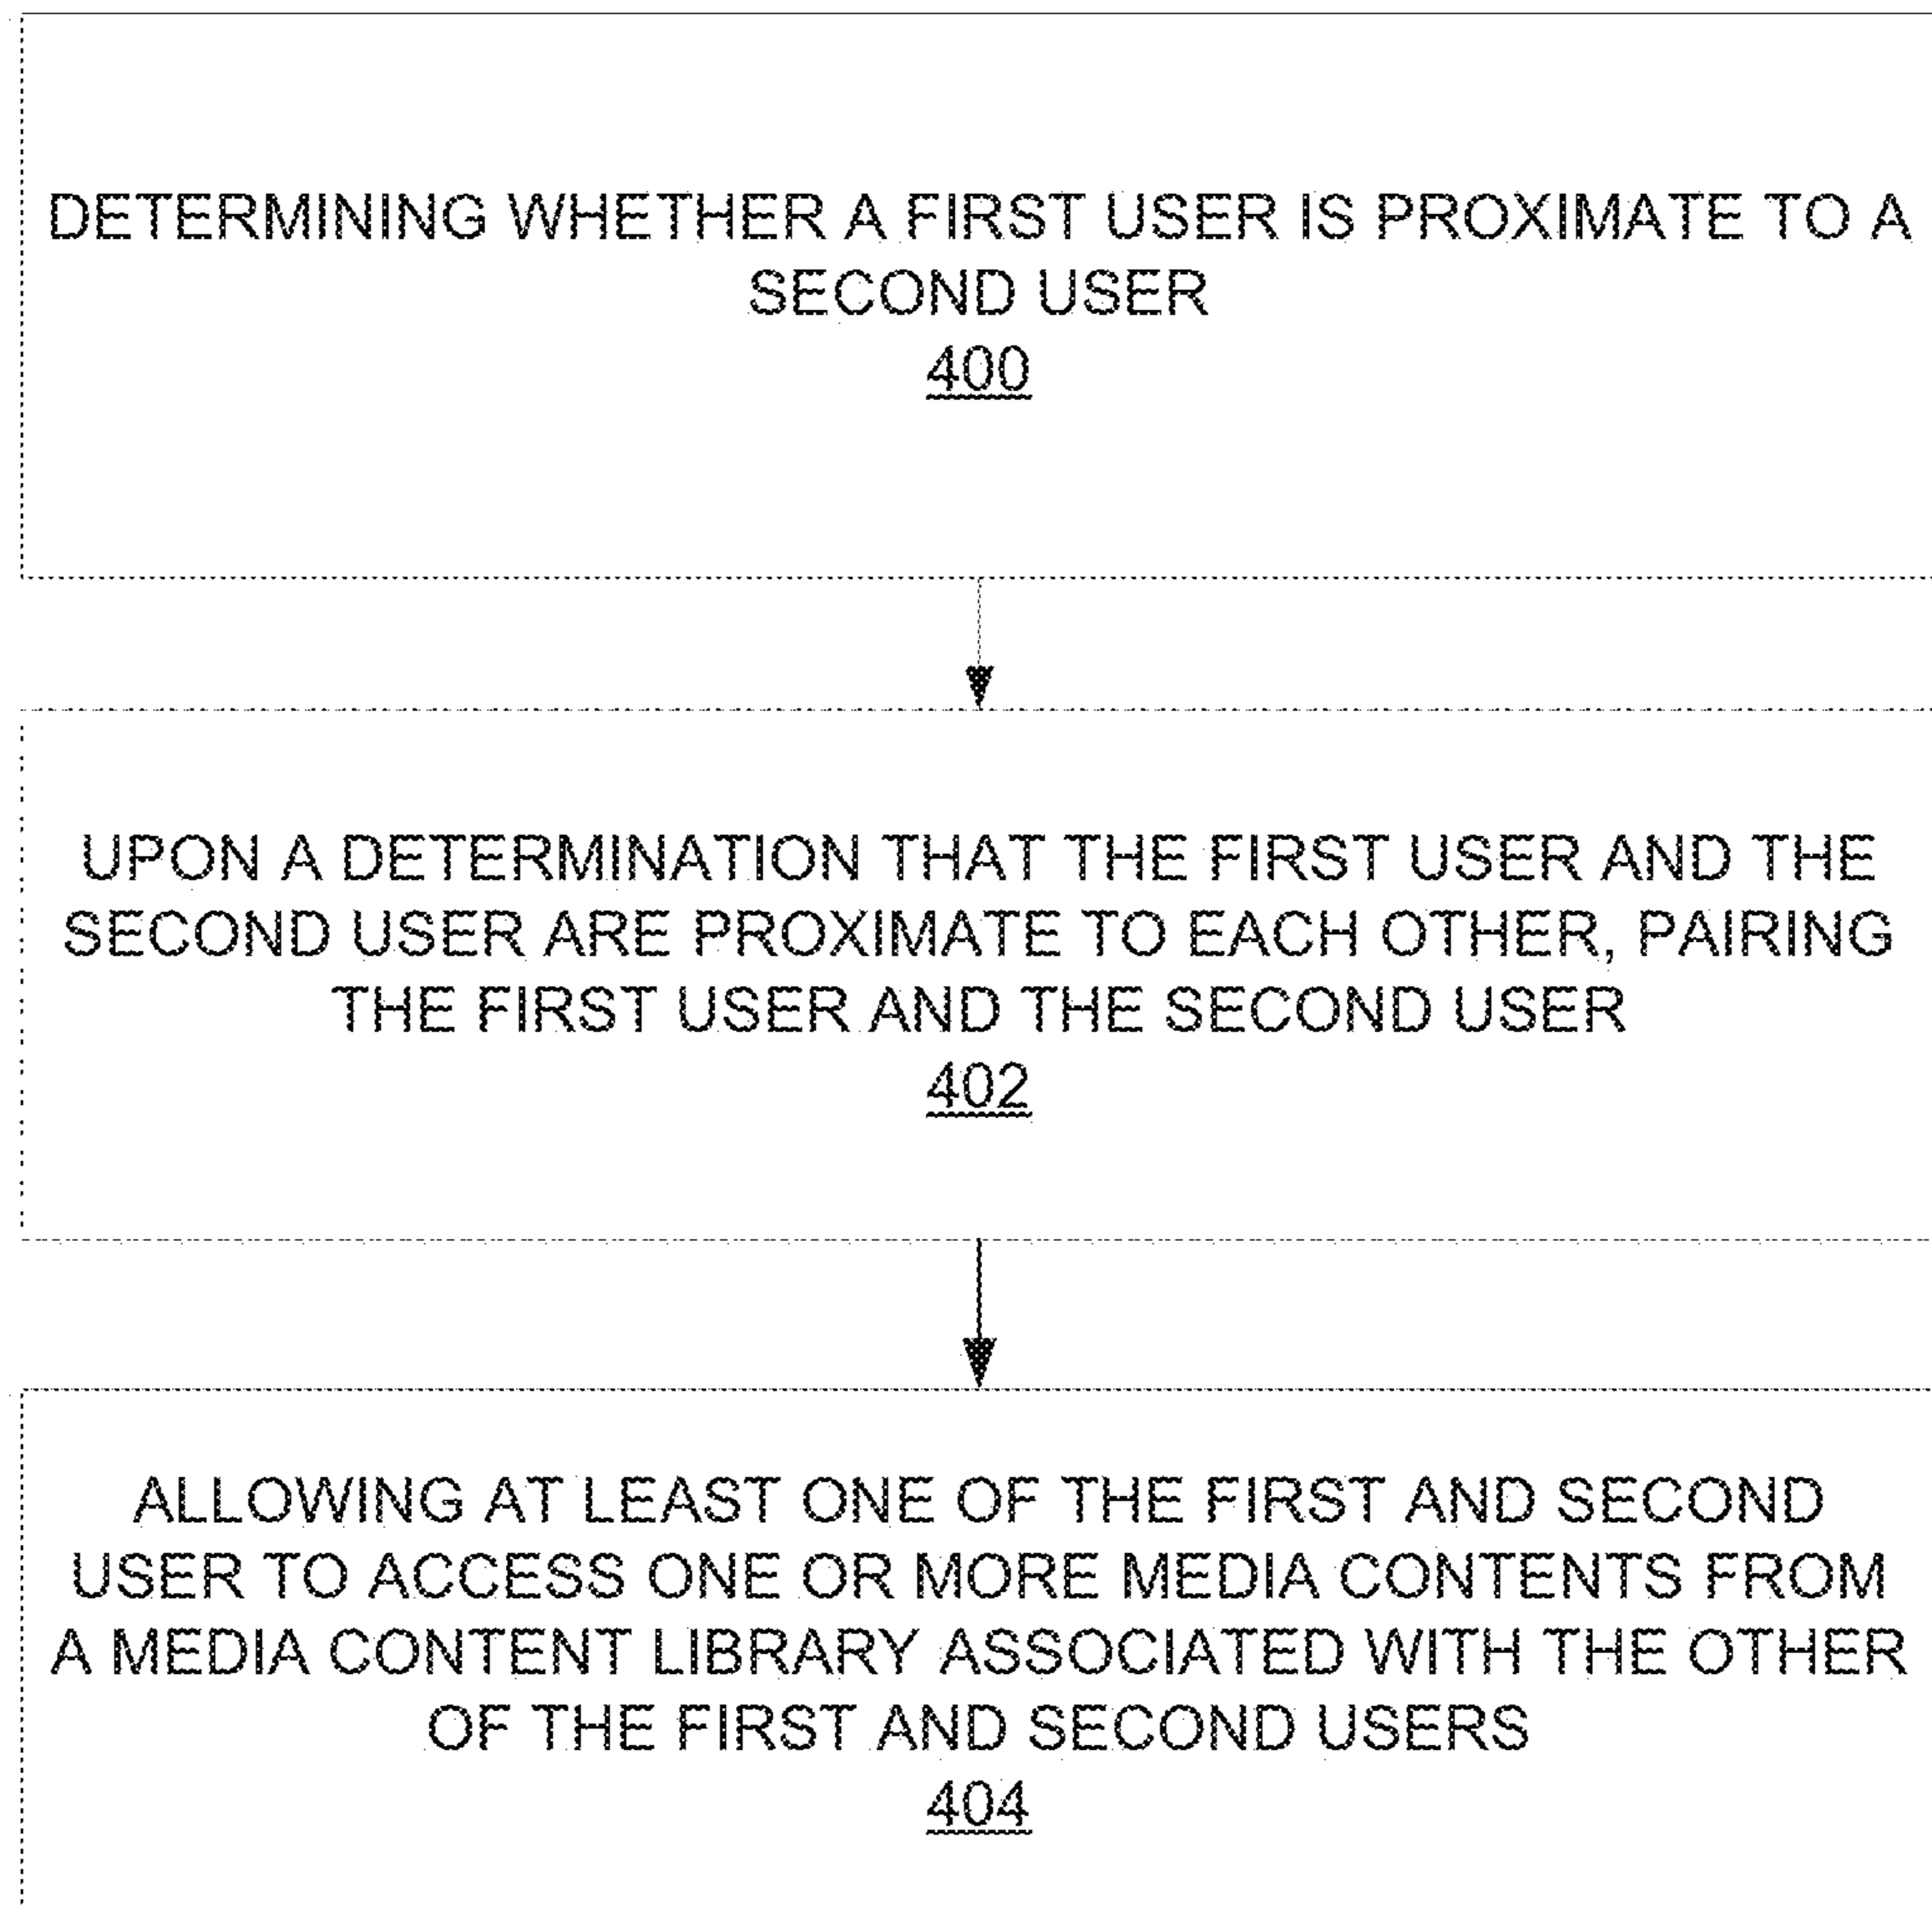 DETERMINING WHETHER A FIRST USER IS PROXIMATE TO A
SECOND USER
400
UPON A DETERMINATION THAT THE FIRST USER AND THE
SECOND USER ARE PROXIMATE TO EACH OTHER, PAIRING
THE FIRST USER AND THE SECOND USER
402
ALLOWING AT LEAST ONE OF THE FIRST AND SECOND
USER TO ACCESS ONE OR MORE MEDIA CONTENTS FROM
A MEDIA CONTENT LIBRARY ASSOCIATED WITH THE OTHER
OF THE FIRST AND SECOND USERS
404